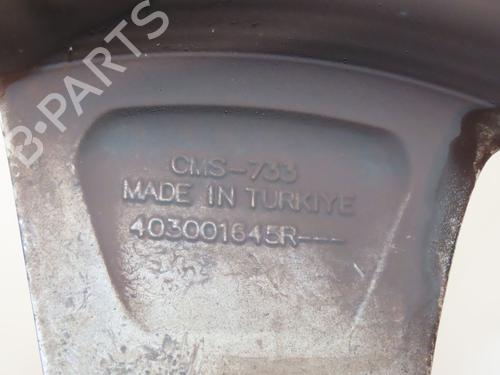 CMS-733
MADE IN TURKIYE
403001645R---
B-PARTS